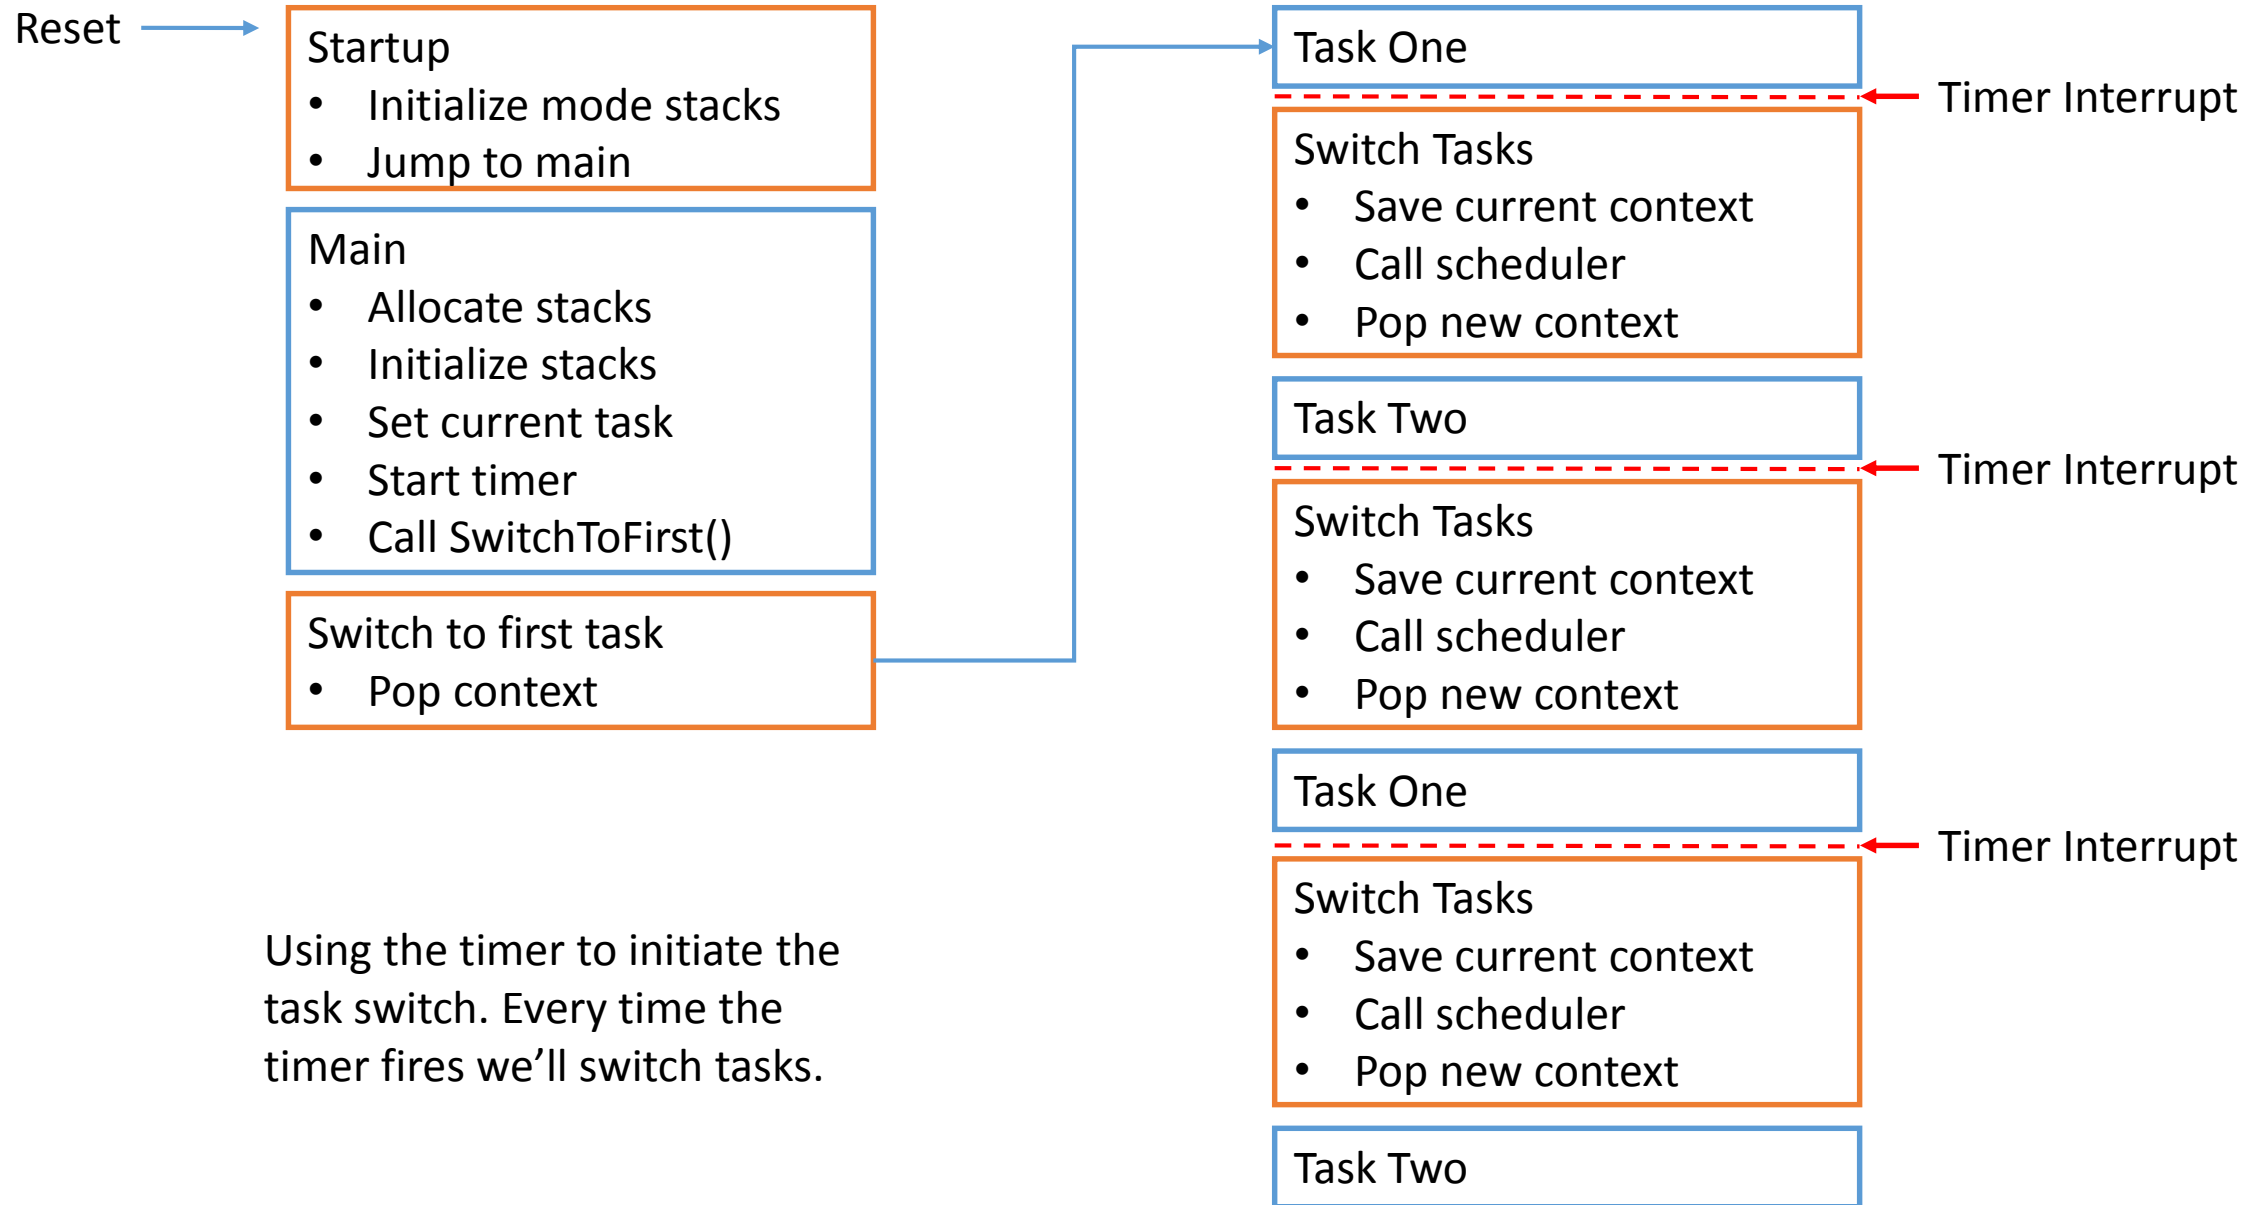 Reset
Startup
• Initialize mode stacks
• Jump to main
Main
• Allocate stacks
• Initialize stacks
• Set current task
• Start timer
• Call SwitchToFirst()
Switch to first task
• Pop context
Using the timer to initiate the
task switch. Every time the
timer fires we’ll switch tasks.
Task One
Timer Interrupt
Switch Tasks
• Save current context
• Call scheduler
• Pop new context
Task Two
Timer Interrupt
Switch Tasks
• Save current context
• Call scheduler
• Pop new context
Task One
Timer Interrupt
Switch Tasks
• Save current context
• Call scheduler
• Pop new context
Task Two